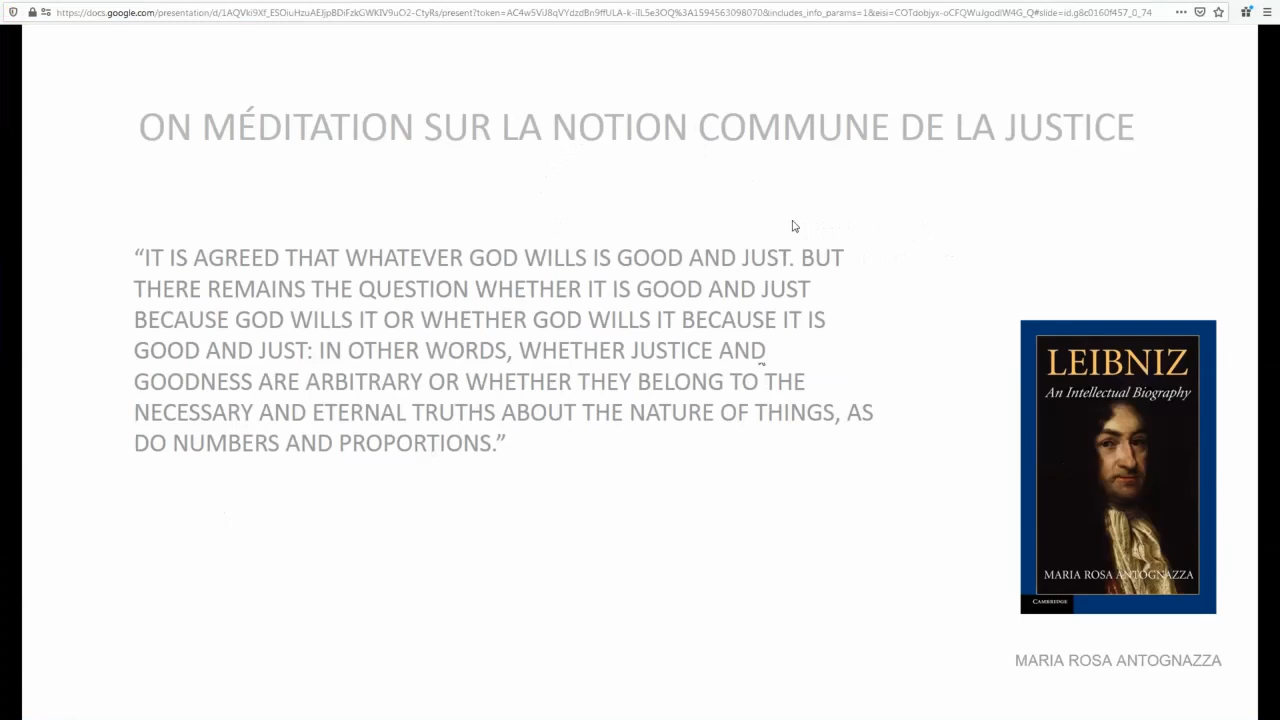 ON MÉDITATION SUR LA NOTION COMMUNE DE LA JUSTICE
“IT IS AGREED THAT WHATEVER GOD WILLS IS GOOD AND JUST. BUT
THERE REMAINS THE QUESTION WHETHER IT IS GOOD AND JUST
BECAUSE GOD WILLS IT OR WHETHER GOD WILLS IT BECAUSE IT IS
GOOD AND JUST: IN OTHER WORDS, WHETHER JUSTICE AND
GOODNESS ARE ARBITRARY OR WHETHER THEY BELONG TO THE
NECESSARY AND ETERNAL TRUTHS ABOUT THE NATURE OF THINGS, AS
DO NUMBERS AND PROPORTIONS.”
LEIBNIZ
An Intellectual Biography
MARIA ROSA ANTOGNAZZA
CAMBRIDGE
MARIA ROSA ANTOGNAZZA